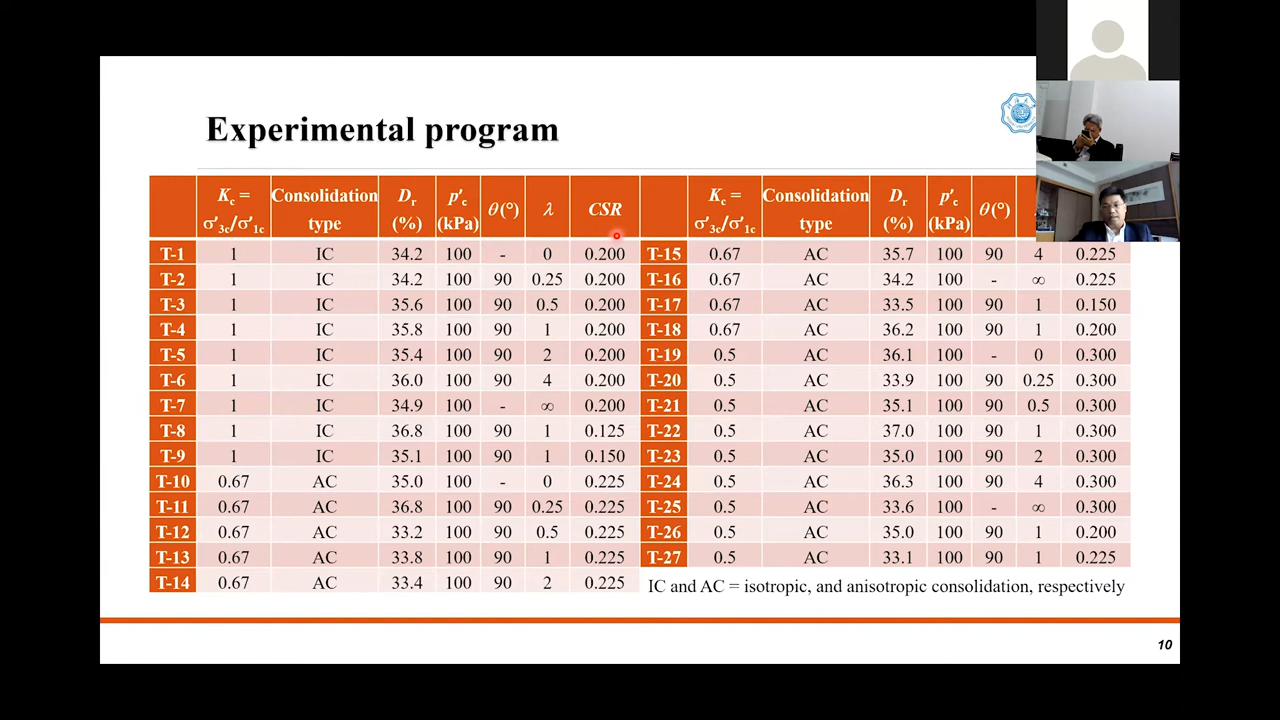 Experimental program
Kc = σ′3c/σ′1c Consolidation type Dr (%) p′c (kPa) θ(°) λ CSR
T-1 1 IC 34.2 100 - 0 0.200
T-2 1 IC 34.2 100 90 0.25 0.200
T-3 1 IC 35.6 100 90 0.5 0.200
T-4 1 IC 35.8 100 90 1 0.200
T-5 1 IC 35.4 100 90 2 0.200
T-6 1 IC 36.0 100 90 4 0.200
T-7 1 IC 34.9 100 - ∞ 0.200
T-8 1 IC 36.8 100 90 1 0.125
T-9 1 IC 35.1 100 90 1 0.150
T-10 0.67 AC 35.0 100 - 0 0.225
T-11 0.67 AC 36.8 100 90 0.25 0.225
T-12 0.67 AC 33.2 100 90 0.5 0.225
T-13 0.67 AC 33.8 100 90 1 0.225
T-14 0.67 AC 33.4 100 90 2 0.225
Kc = σ′3c/σ′1c Consolidation type Dr (%) p′c (kPa) θ(°)
T-15 0.67 AC 35.7 100 90 4 0.225
T-16 0.67 AC 34.2 100 - ∞ 0.225
T-17 0.67 AC 33.5 100 90 1 0.150
T-18 0.67 AC 36.2 100 90 1 0.200
T-19 0.5 AC 36.1 100 - 0 0.300
T-20 0.5 AC 33.9 100 90 0.25 0.300
T-21 0.5 AC 35.1 100 90 0.5 0.300
T-22 0.5 AC 37.0 100 90 1 0.300
T-23 0.5 AC 35.0 100 90 2 0.300
T-24 0.5 AC 36.3 100 90 4 0.300
T-25 0.5 AC 33.6 100 - ∞ 0.300
T-26 0.5 AC 35.0 100 90 1 0.200
T-27 0.5 AC 33.1 100 90 1 0.225
IC and AC = isotropic, and anisotropic consolidation, respectively
10